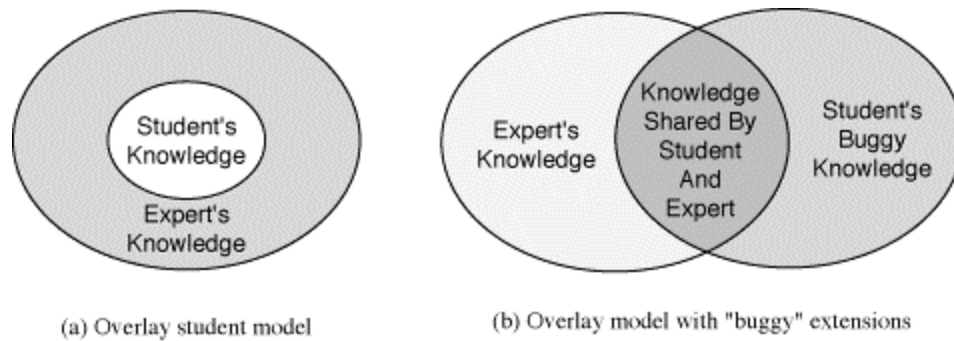 Student's
Knowledge
Expert's
Knowledge
(a) Overlay student model
Expert's
Knowledge
Knowledge
Shared By
Student
And
Expert
Student's
Buggy
Knowledge
(b) Overlay model with "buggy" extensions